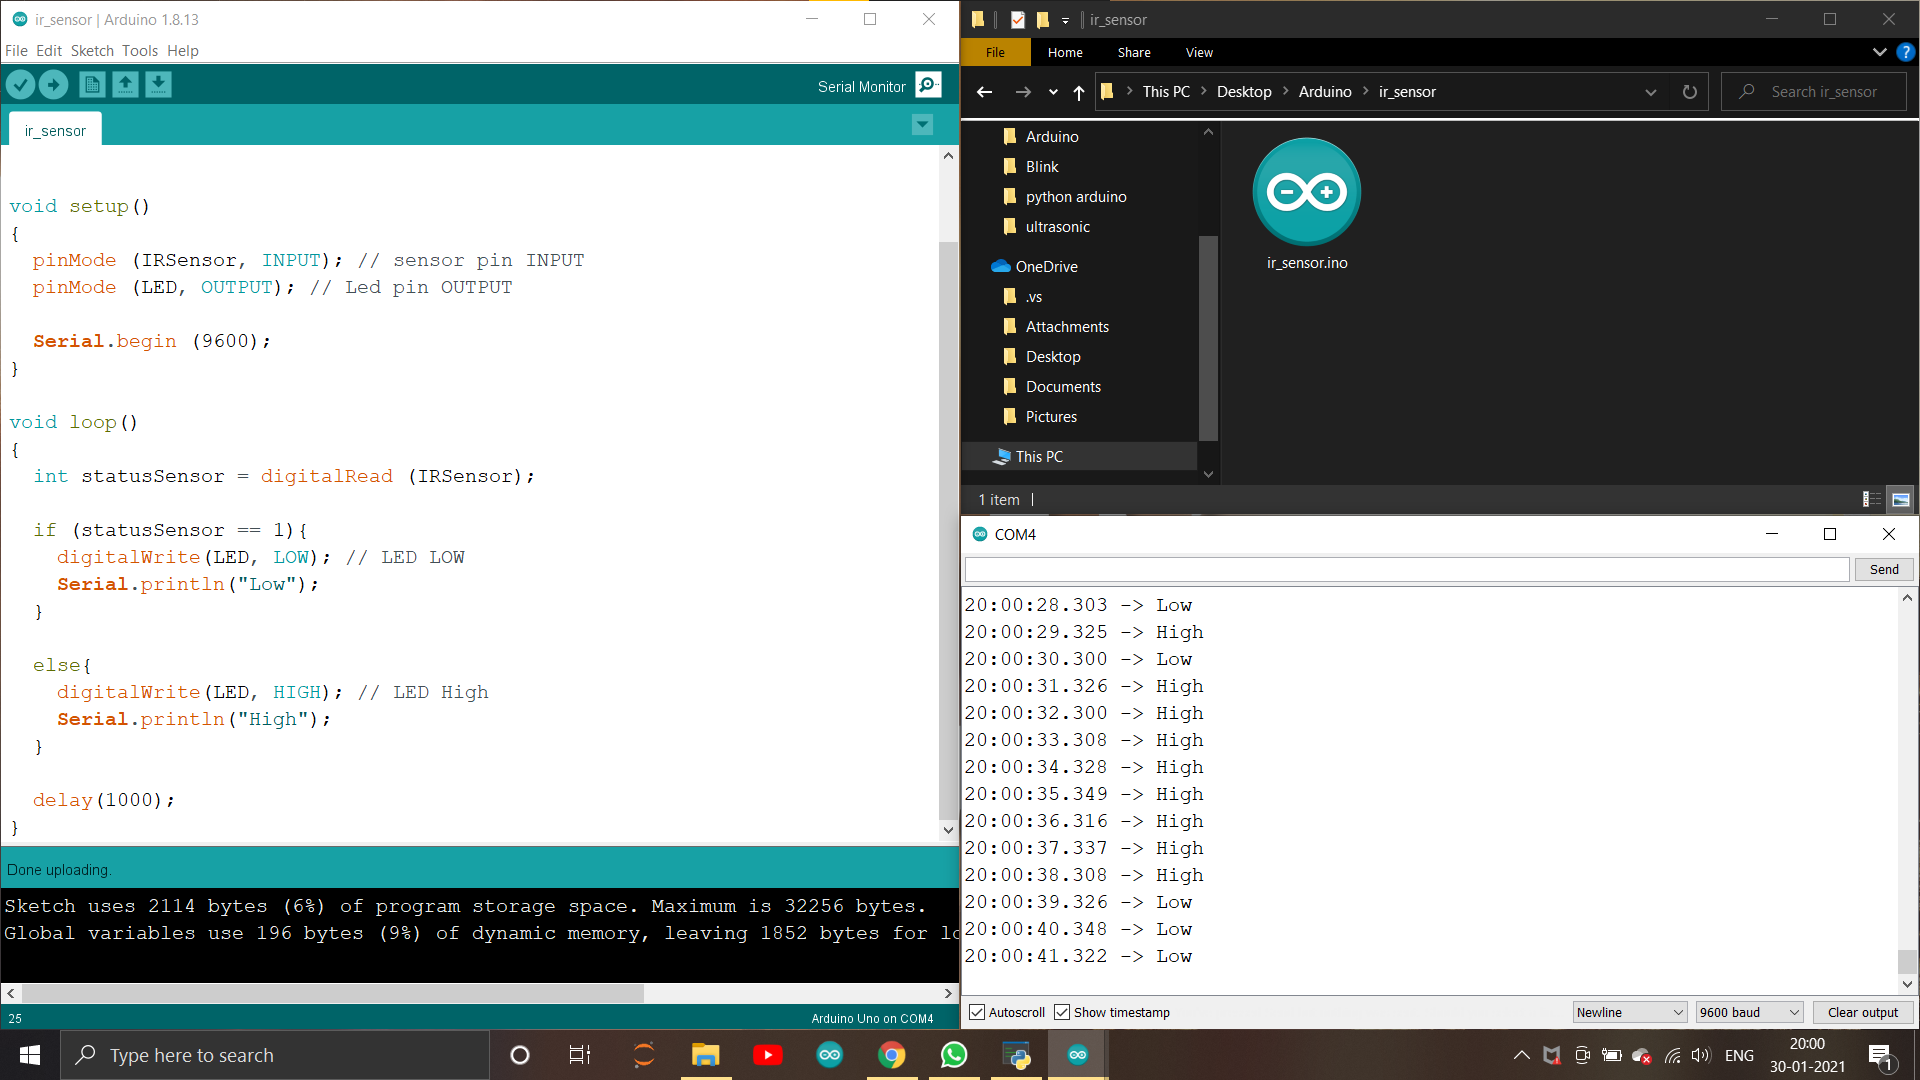 ir_sensor | Arduino 1.8.13
File Edit Sketch Tools Help
Serial Monitor
ir_sensor
void setup()
{
pinMode (IRSensor, INPUT); // sensor pin INPUT
pinMode (LED, OUTPUT); // Led pin OUTPUT
Serial.begin (9600);
}
void loop()
{
int statusSensor = digitalRead (IRSensor);
if (statusSensor == 1){
digitalWrite(LED, LOW); // LED LOW
Serial.println("Low");
}
else{
digitalWrite(LED, HIGH); // LED High
Serial.println("High");
}
delay(1000);
}
Done uploading.
Sketch uses 2114 bytes (6%) of program storage space. Maximum is 32256 bytes.
Global variables use 196 bytes (9%) of dynamic memory, leaving 1852 bytes for lo
25
Arduino Uno on COM4
ir_sensor
File Home Share View
?
This PC > Desktop > Arduino > ir_sensor
Search ir_sensor
Arduino
Blink
python arduino
ultrasonic
OneDrive
.vs
Attachments
Desktop
Documents
Pictures
This PC
ir_sensor.ino
1 item
COM4
Send
20:00:28.303 -> Low
20:00:29.325 -> High
20:00:30.300 -> Low
20:00:31.326 -> High
20:00:32.300 -> High
20:00:33.308 -> High
20:00:34.328 -> High
20:00:35.349 -> High
20:00:36.316 -> High
20:00:37.337 -> High
20:00:38.308 -> High
20:00:39.326 -> Low
20:00:40.348 -> Low
20:00:41.322 -> Low
Autoscroll Show timestamp
Newline
9600 baud
Clear output
Type here to search
ENG
20:00
30-01-2021
1